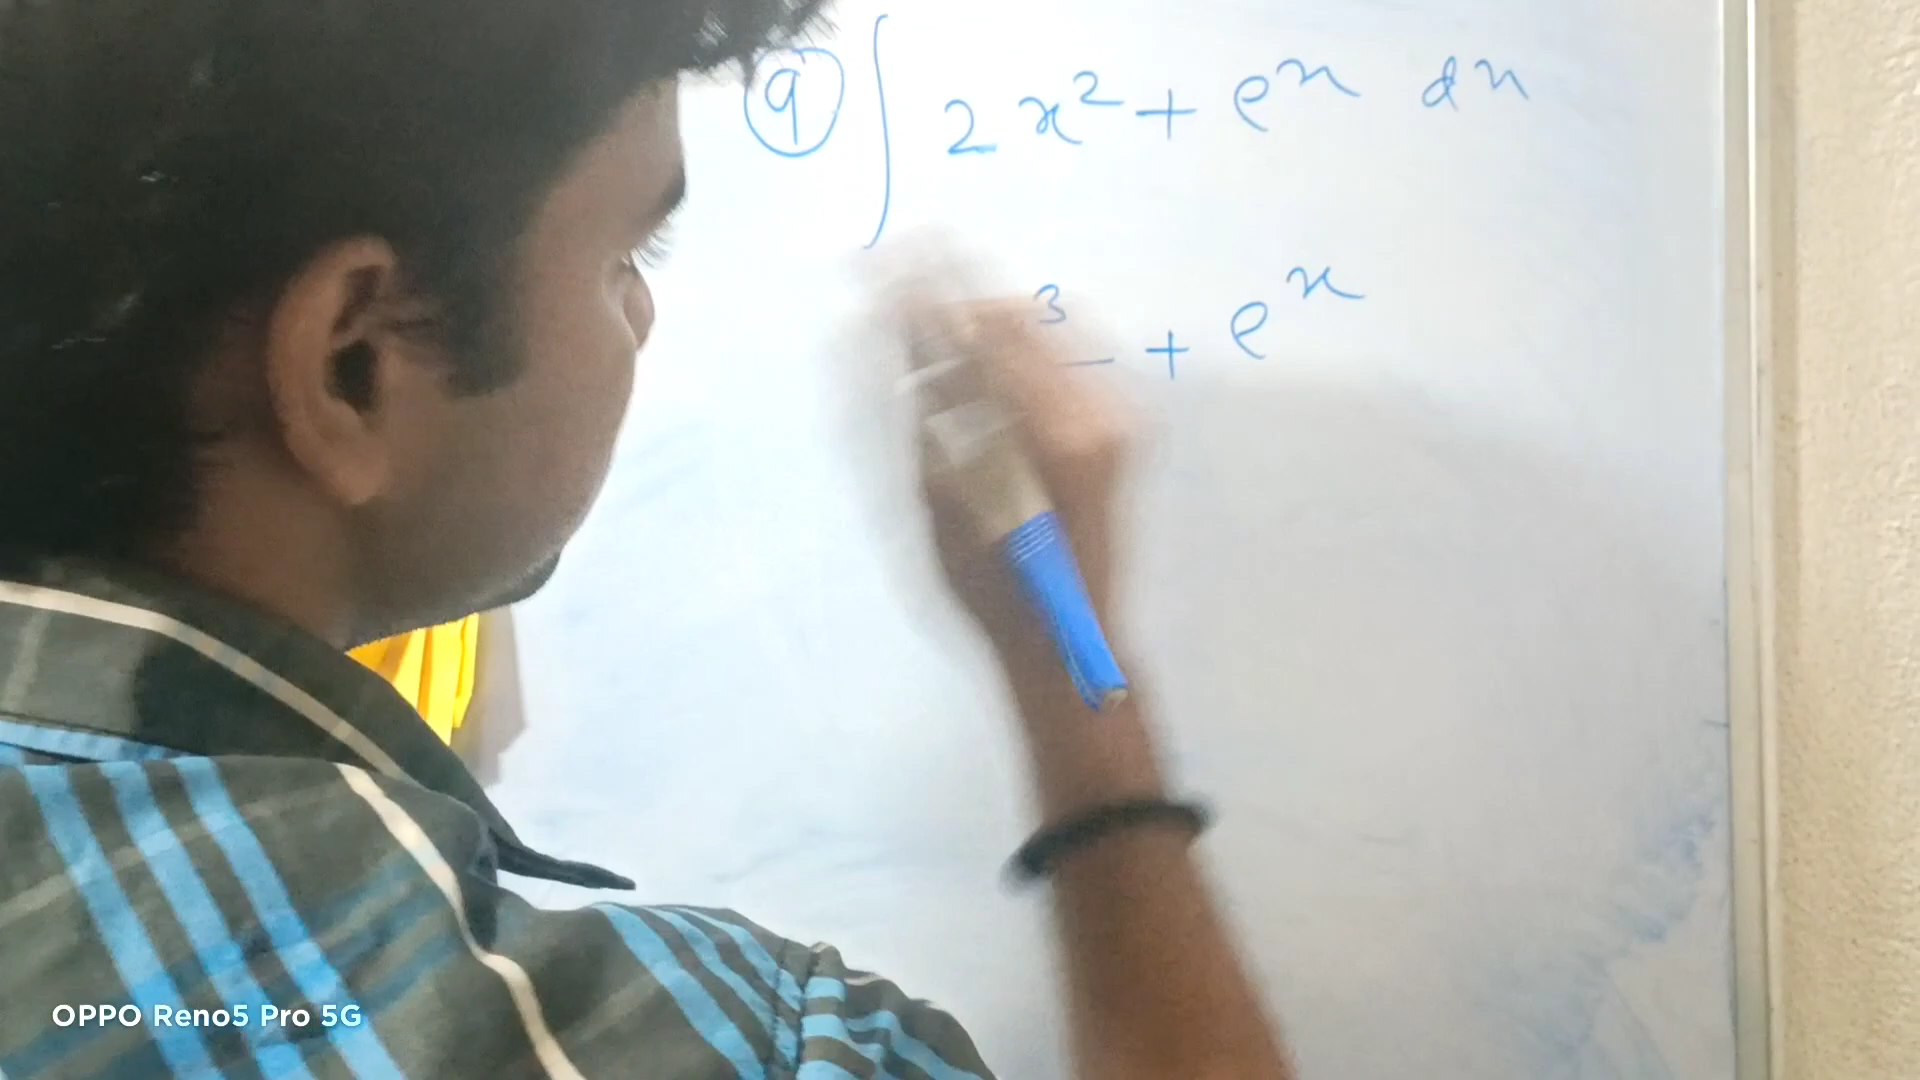 ⑨ ∫ 2x² + eˣ dx
³ + eˣ
OPPO Reno5 Pro 5G